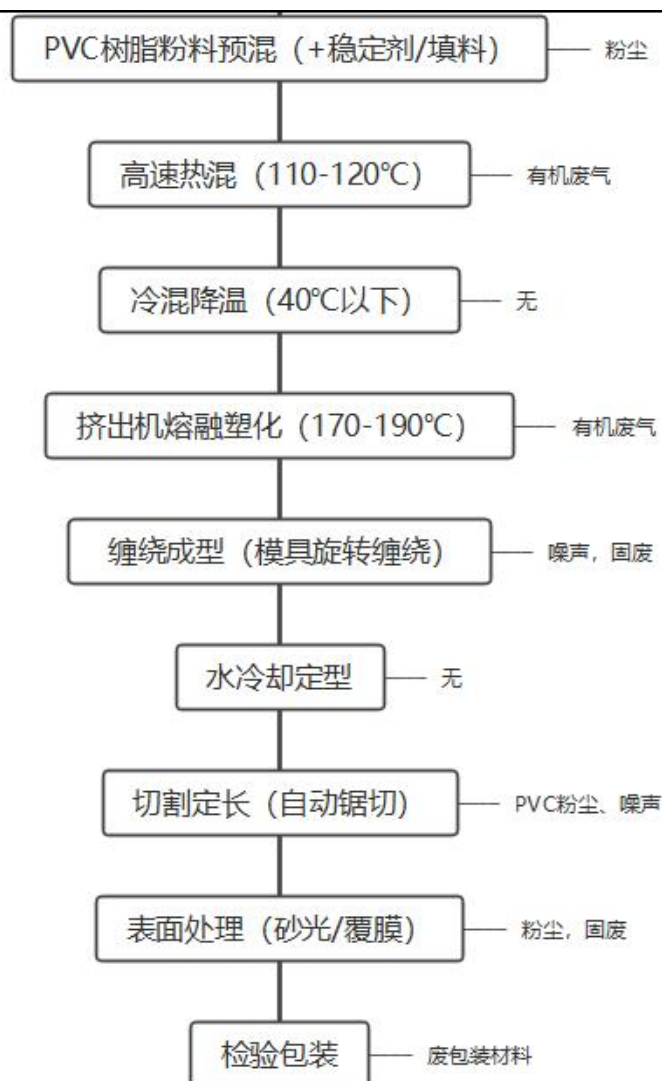 PVC树脂粉料预混（+稳定剂/填料） 粉尘
高速热混（110-120℃） 有机废气
冷混降温（40℃以下） 无
挤出机熔融塑化（170-190℃） 有机废气
缠绕成型（模具旋转缠绕） 噪声，固废
水冷却定型 无
切割定长（自动锯切） PVC粉尘、噪声
表面处理（砂光/覆膜） 粉尘，固废
检验包装 废包装材料